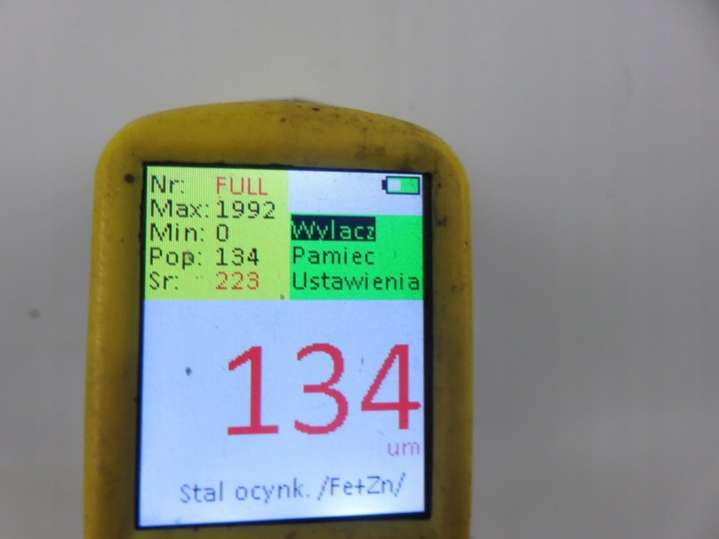 Nr: FULL
Max: 1992
Min: 0
Pop: 134
Sr: 223
Wylacz
Pamiec
Ustawienia
134
um
Stal ocynk. /Fe+Zn/